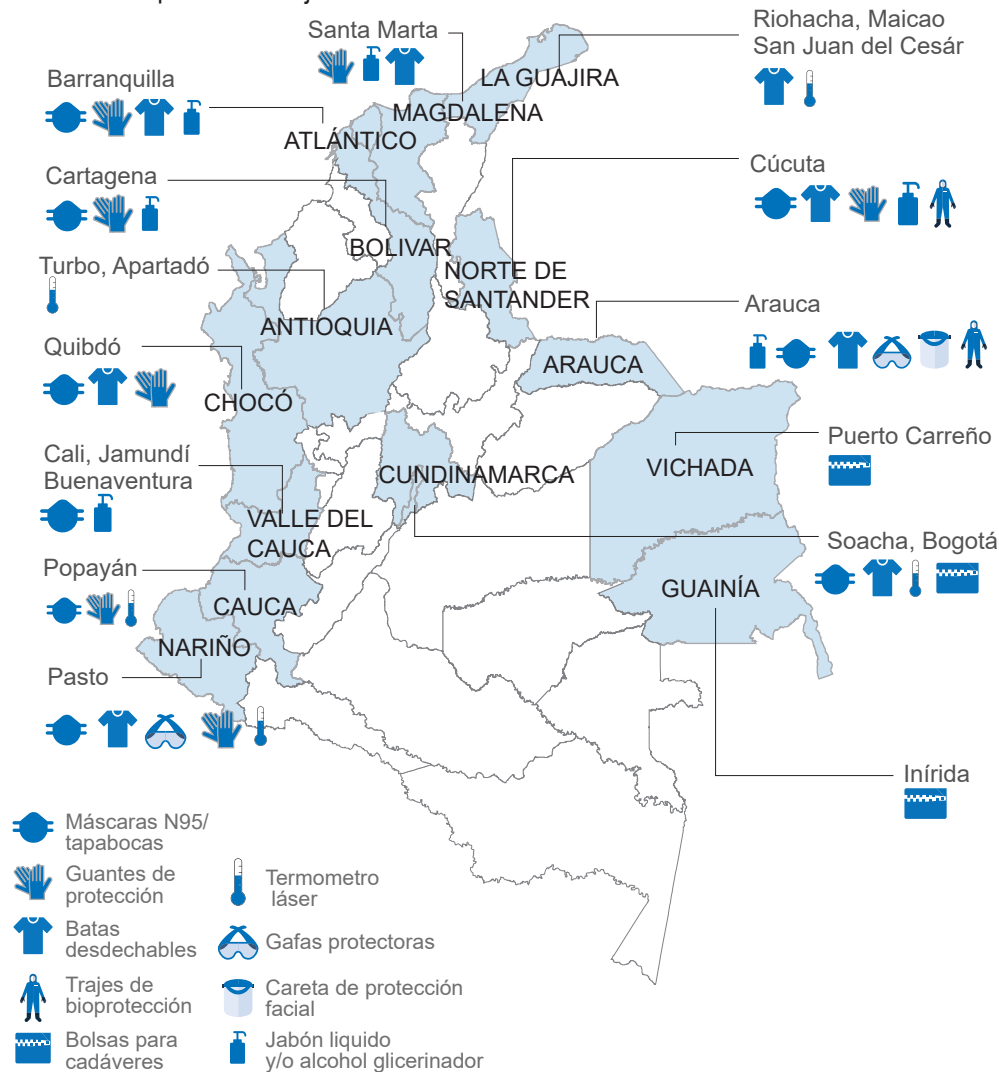 Santa Marta
Riohacha, Maicao
San Juan del Cesár
Barranquilla
LA GUAJIRA
MAGDALENA
ATLÁNTICO
Cartagena
Cúcuta
BOLIVAR
Turbo, Apartadó
NORTE DE
SANTANDER
ANTIOQUIA
Arauca
Quibdó
ARAUCA
CHOCÓ
Puerto Carreño
Cali, Jamundí
Buenaventura
CUNDINAMARCA
VICHADA
VALLE DEL
CAUCA
Soacha, Bogotá
Popayán
CAUCA
GUAINÍA
NARIÑO
Pasto
Inírida
Máscaras N95/
tapabocas
Guantes de
protección
Termometro
láser
Batas
desdechables
Gafas protectoras
Trajes de
bioprotección
Careta de protección
facial
Bolsas para
cadáveres
Jabón liquido
y/o alcohol glicerinador